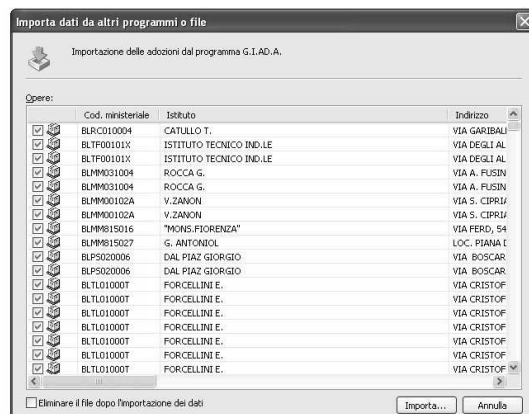 Importa dati da altri programmi o file
Importazione delle adozioni dal programma G.I.AD.A.
Opere:
Cod. ministeriale Istituto Indirizzo
BLRC010004 CATULLO T. VIA GARIBAL
BLTF00101X ISTITUTO TECNICO IND.LE VIA DEGLI AL
BLTF00101X ISTITUTO TECNICO IND.LE VIA DEGLI AL
BLMM031004 ROCCA G. VIA A. FUSIN
BLMM031004 ROCCA G. VIA A. FUSIN
BLMM00102A V.ZANON VIA S. CIPRIA
BLMM00102A V.ZANON VIA S. CIPRIA
BLMM815016 "MONS.FIORENZA" VIA FERD, 54
BLMM815027 G. ANTONIOL LOC. PIANA D
BLPS020006 DAL PIAZ GIORGIO VIA BOSCAR
BLPS020006 DAL PIAZ GIORGIO VIA BOSCAR
BLTL01000T FORCELLINI E. VIA CRISTOF
BLTL01000T FORCELLINI E. VIA CRISTOF
BLTL01000T FORCELLINI E. VIA CRISTOF
BLTL01000T FORCELLINI E. VIA CRISTOF
BLTL01000T FORCELLINI E. VIA CRISTOF
BLTL01000T FORCELLINI E. VIA CRISTOF
Eliminare il file dopo l'importazione dei dati Importa... Annulla